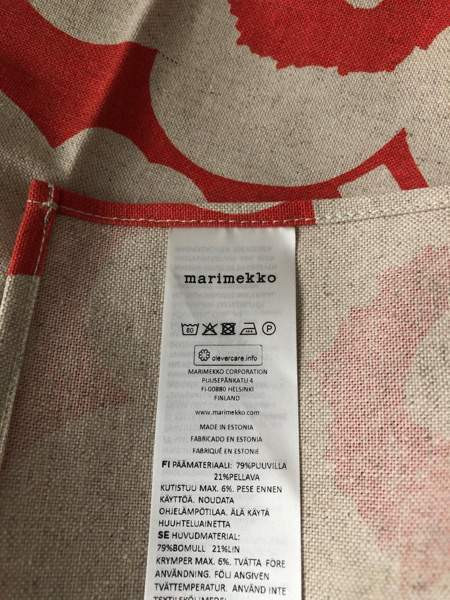 marimekko
60
P
clevercare.info
MARIMEKKO CORPORATION
PUUSEPÄNKATU 4
FI-00880 HELSINKI
FINLAND
www.marimekko.com
MADE IN ESTONIA
FABRICADO EN ESTONIA
FABRIQUÉ EN ESTONIE
FI PÄÄMATERIAALI: 79%PUUVILLA
21%PELLAVA
KUTISTUU MAX. 6%. PESE ENNEN
KÄYTTÖÄ. NOUDATA
OHJELÄMPÖTILAA. ÄLÄ KÄYTÄ
HUUHTELUAINETTA
SE HUVUDMATERIAL:
79%BOMULL 21%LIN
KRYMPER MAX. 6%. TVÄTTA FÖRE
ANVÄNDNING. FÖLJ ANGIVEN
TVÄTTEMPERATUR. ANVÄND INTE